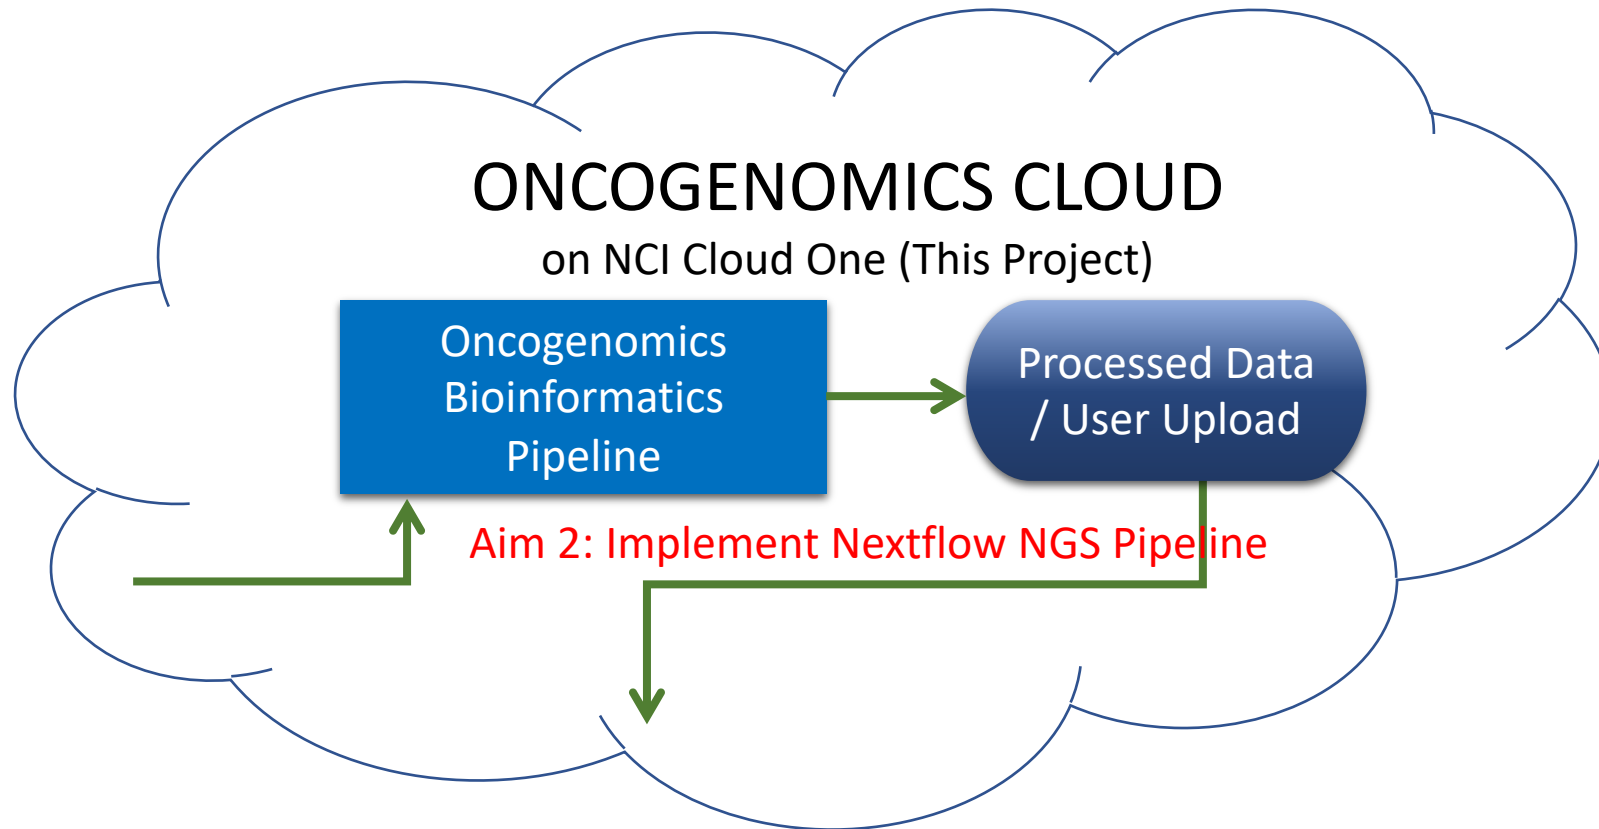 ONCOGENOMICS CLOUD
on NCI Cloud One (This Project)
Oncogenomics
Bioinformatics
Pipeline
Processed Data
/ User Upload
Aim 2: Implement Nextflow NGS Pipeline